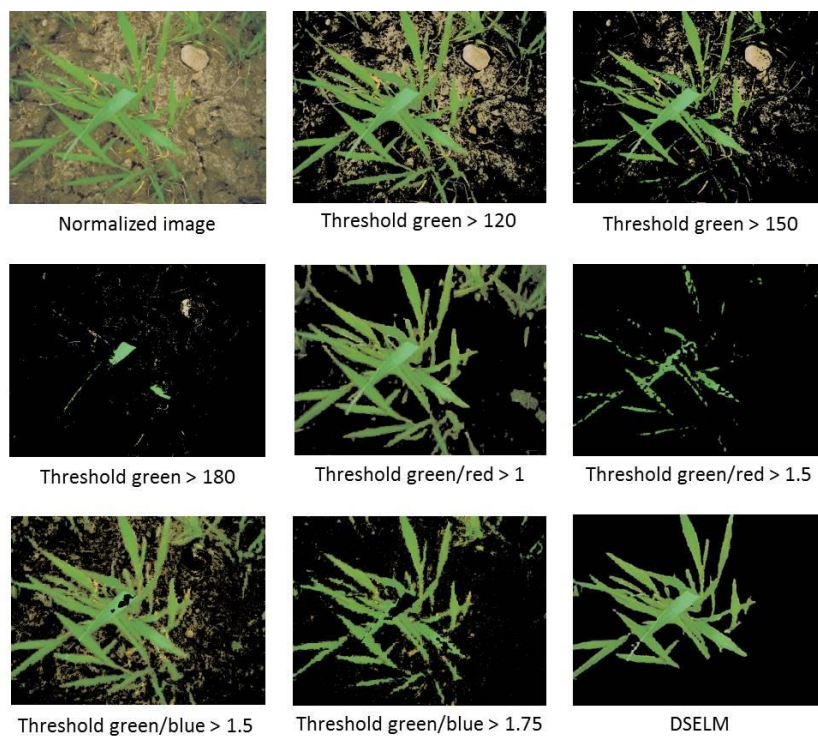 Normalized image
Threshold green > 120
Threshold green > 150
Threshold green > 180
Threshold green/red > 1
Threshold green/red > 1.5
Threshold green/blue > 1.5
Threshold green/blue > 1.75
DSELM